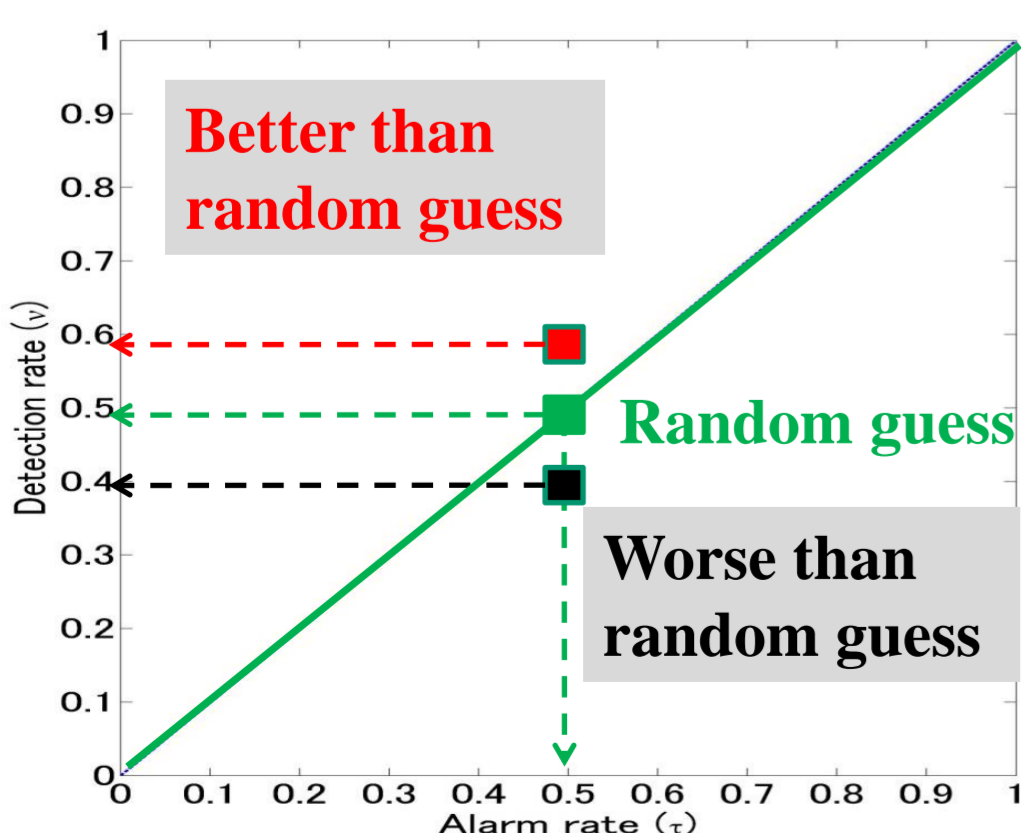 1
0.9
Better than
0.8
random guess
0.7
0.6
0.5
Random guess
0.4
0.3
Worse than
0.2
random guess
0.1
0
Detection rate (ν)
0 0.1 0.2 0.3 0.4 0.5 0.6 0.7 0.8 0.9 1
Alarm rate (τ)